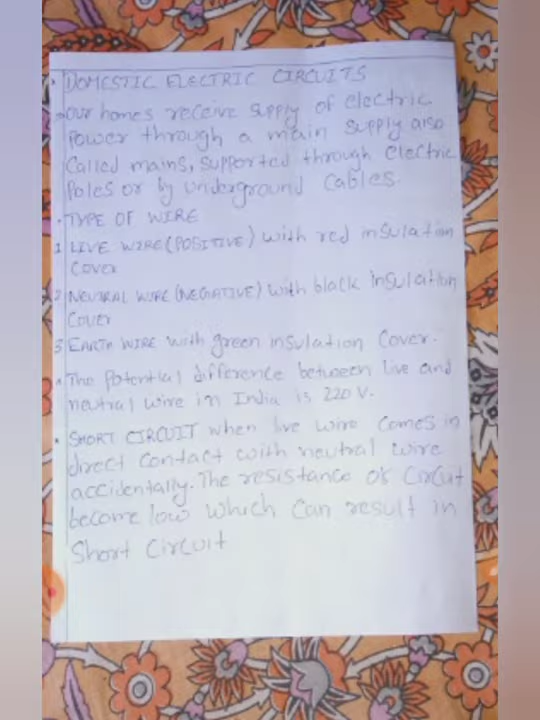 • DOMESTIC ELECTRIC CIRCUITS
Our homes receive supply of electric
Power through a main supply also
Called mains, supported through electric
Poles or by underground Cables.
• TYPE OF WIRE
1 LIVE WIRE (POSITIVE) with red insulation
Cover
2 NEUTRAL WIRE (NEGATIVE) with black insulation
Cover
3 EARTH WIRE with green insulation Cover.
• The Potential difference between live and
neutral wire in India is 220 V.
• SHORT CIRCUIT when live wire Comes in
direct Contact with neutral wire
accidentally. The resistance of Circuit
become low which Can result in
Short Circuit